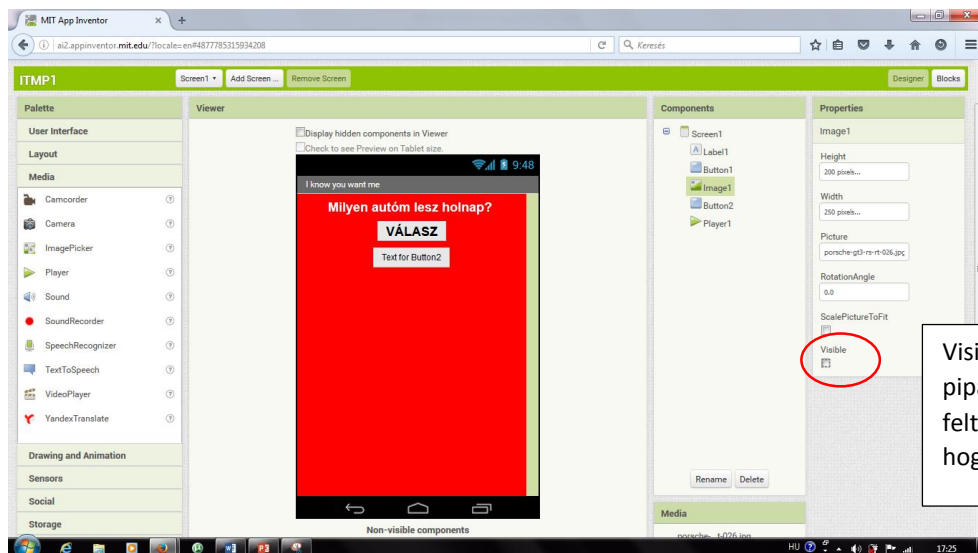 MIT App Inventor
ai2.appinventor.mit.edu/?locale=en#4877785315934208
Keresés
ITMP1
Screen1
Add Screen ...
Remove Screen
Designer
Blocks
Palette
Viewer
Components
Properties
User Interface
Layout
Media
Camcorder
Camera
ImagePicker
Player
Sound
SoundRecorder
SpeechRecognizer
TextToSpeech
VideoPlayer
YandexTranslate
Drawing and Animation
Sensors
Social
Storage
Display hidden components in Viewer
Check to see Preview on Tablet size.
9:48
I know you want me
Milyen autóm lesz holnap?
VÁLASZ
Text for Button2
Non-visible components
Screen1
Label1
Button1
Image1
Button2
Player1
Rename
Delete
Media
Image1
Height
200 pixels...
Width
250 pixels...
Picture
porsche-gt3-rs-rt-026.jpg
RotationAngle
0.0
ScalePictureToFit
Visible
HU
17:25